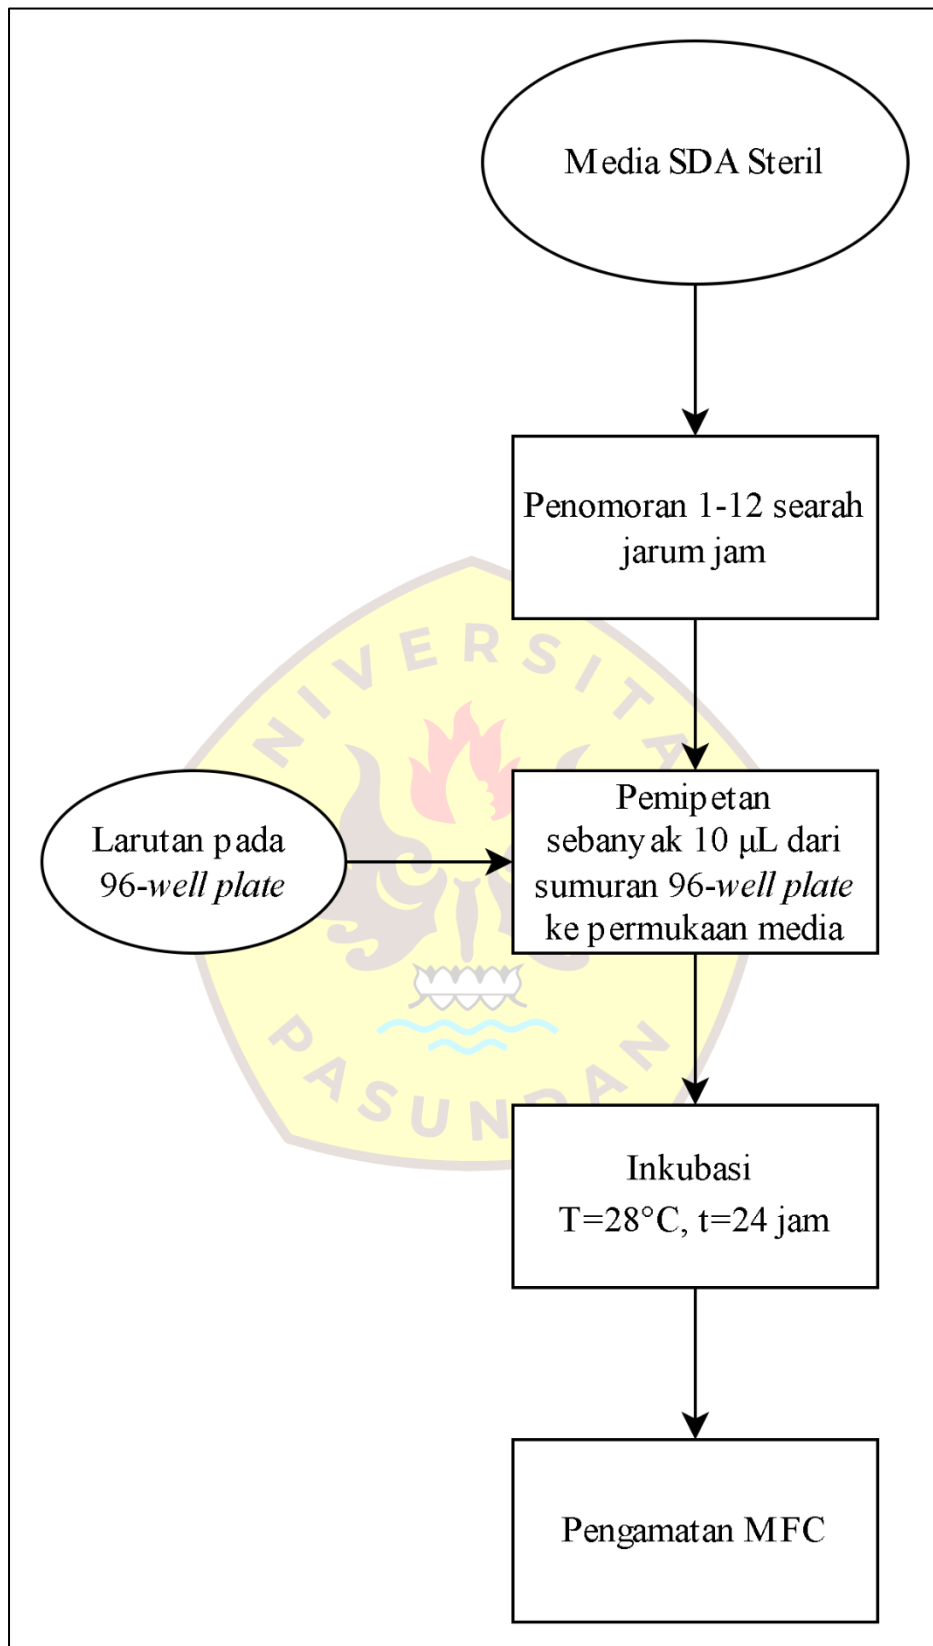 Media SDA Steril
Penomoran 1-12 searah
jarum jam
UNIVERSITAS
Larutan pada
96-well plate
Pemipetan
sebanyak 10 μL dari
sumuran 96-well plate
ke permukaan media
PASUNDAN
Inkubasi
T=28°C, t=24 jam
Pengamatan MFC